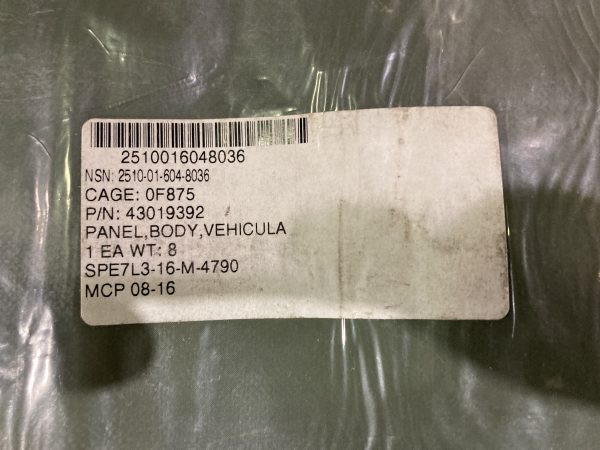 2510016048036
NSN: 2510-01-604-8036
CAGE: 0F875
P/N: 43019392
PANEL,BODY,VEHICULA
1 EA WT: 8
SPE7L3-16-M-4790
MCP 08-16